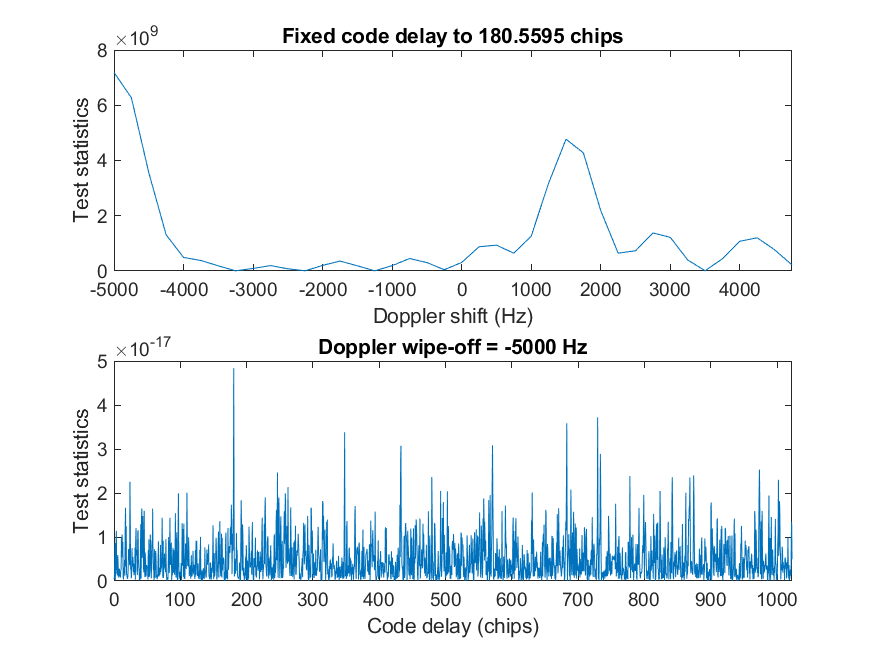 Fixed code delay to 180.5595 chips
×10^9
8
6
4
2
0
Test statistics
-5000 -4000 -3000 -2000 -1000 0 1000 2000 3000 4000
Doppler shift (Hz)
Doppler wipe-off = -5000 Hz
×10^-17
5
4
3
2
1
0
Test statistics
0 100 200 300 400 500 600 700 800 900 1000
Code delay (chips)